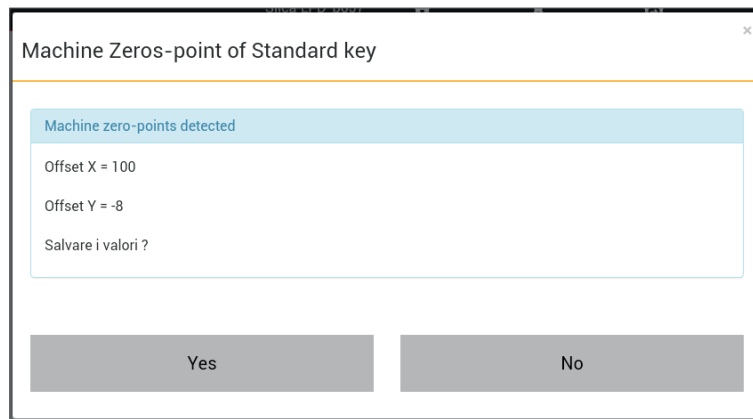 Machine Zeros-point of Standard key
×
Machine zero-points detected
Offset X = 100
Offset Y = -8
Salvare i valori ?
Yes
No